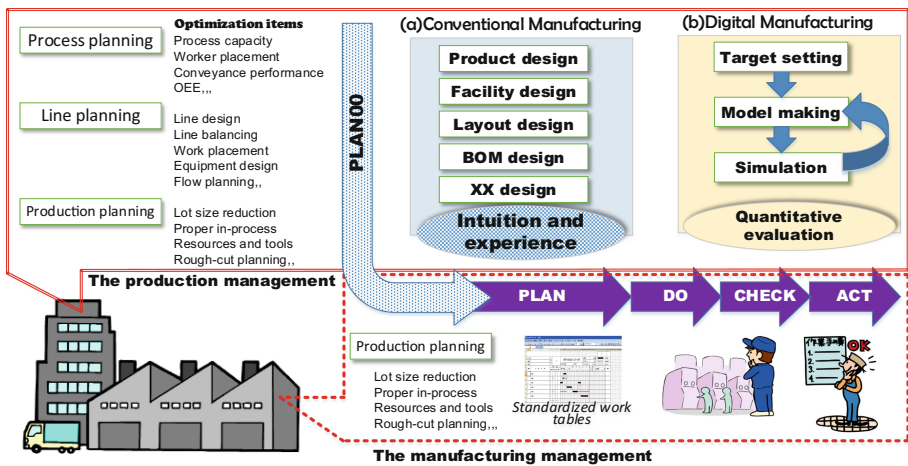 Optimization items
Process planning
Process capacity
Worker placement
Conveyance performance
OEE,,,
Line planning
Line design
Line balancing
Work placement
Equipment design
Flow planning,,
Production planning
Lot size reduction
Proper in-process
Resources and tools
Rough-cut planning,,
PLAN00
(a)Conventional Manufacturing
Product design
Facility design
Layout design
BOM design
XX design
Intuition and
experience
(b)Digital Manufacturing
Target setting
Model making
Simulation
Quantitative
evaluation
The production management
PLAN
DO
CHECK
ACT
Production planning
Lot size reduction
Proper in-process
Resources and tools
Rough-cut planning,,,
Standardized work
tables
OK
1.
2.
3.
4.
The manufacturing management